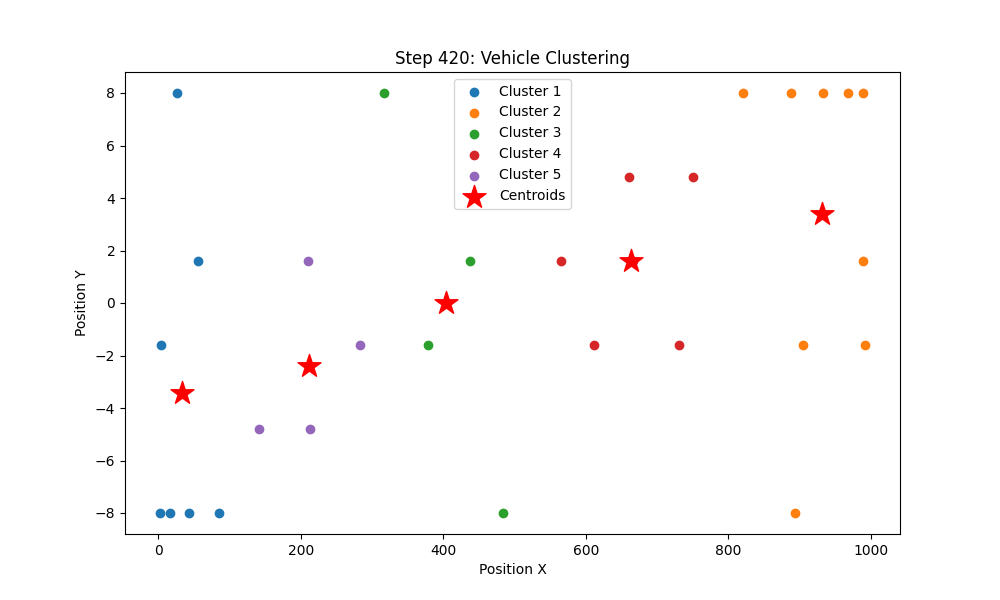 Step 420: Vehicle Clustering
Cluster 1
Cluster 2
Cluster 3
Cluster 4
Cluster 5
Centroids
8
6
4
2
0
−2
−4
−6
−8
Position Y
0 200 400 600 800 1000
Position X